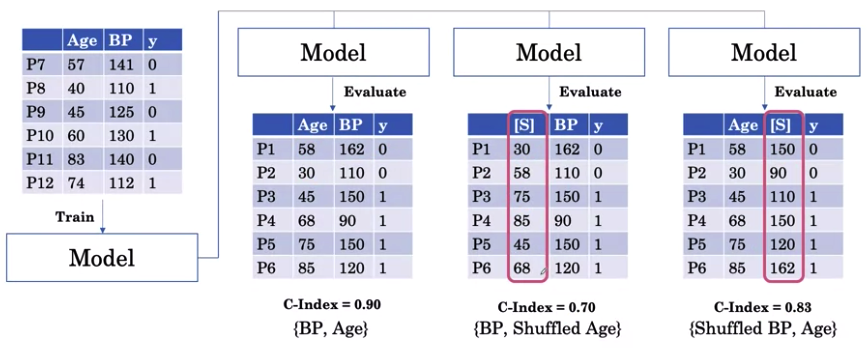 Age BP y
P7 57 141 0
P8 40 110 1
P9 45 125 0
P10 60 130 1
P11 83 140 0
P12 74 112 1
Train
Model
Model
Evaluate
Age BP y
P1 58 162 0
P2 30 110 0
P3 45 150 1
P4 68 90 1
P5 75 150 1
P6 85 120 1
C-Index = 0.90
{BP, Age}
Model
Evaluate
[S] BP y
P1 30 162 0
P2 58 110 0
P3 75 150 1
P4 85 90 1
P5 45 150 1
P6 68 120 1
C-Index = 0.70
{BP, Shuffled Age}
Model
Evaluate
Age [S] y
P1 58 150 0
P2 30 90 0
P3 45 110 1
P4 68 150 1
P5 75 120 1
P6 85 162 1
C-Index = 0.83
{Shuffled BP, Age}